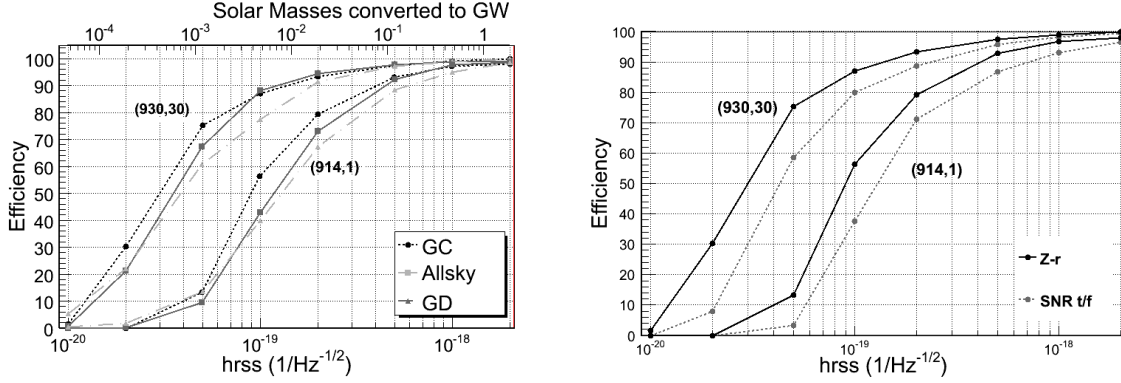 Solar Masses converted to GW
10⁻⁴ 10⁻³ 10⁻² 10⁻¹ 1
Efficiency
100
90
80
70
60
50
40
30
20
10
0
(930,30)
(914,1)
GC
Allsky
GD
10⁻²⁰ 10⁻¹⁹ 10⁻¹⁸
hrss (1/Hz⁻¹/²)
Efficiency
100
90
80
70
60
50
40
30
20
10
0
(930,30)
(914,1)
Z-r
SNR t/f
10⁻²⁰ 10⁻¹⁹ 10⁻¹⁸
hrss (1/Hz⁻¹/²)